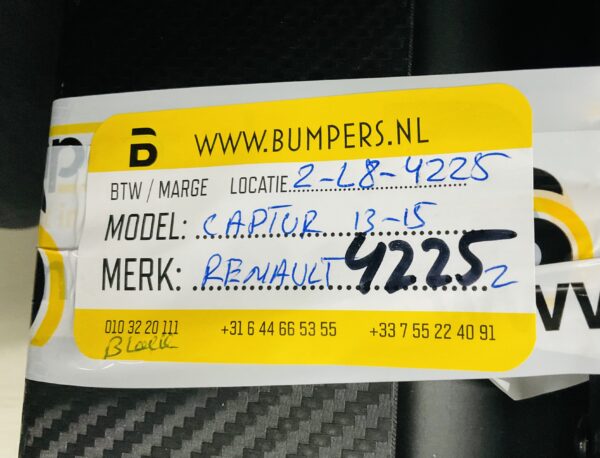 B WWW.BUMPERS.NL
BTW / MARGE LOCATIE 2-L8-4225
MODEL: CAPTUR 13-15
MERK: RENAULT 4225 2
010 32 20 111 +31 6 44 66 53 55 +33 7 55 22 40 91
Black